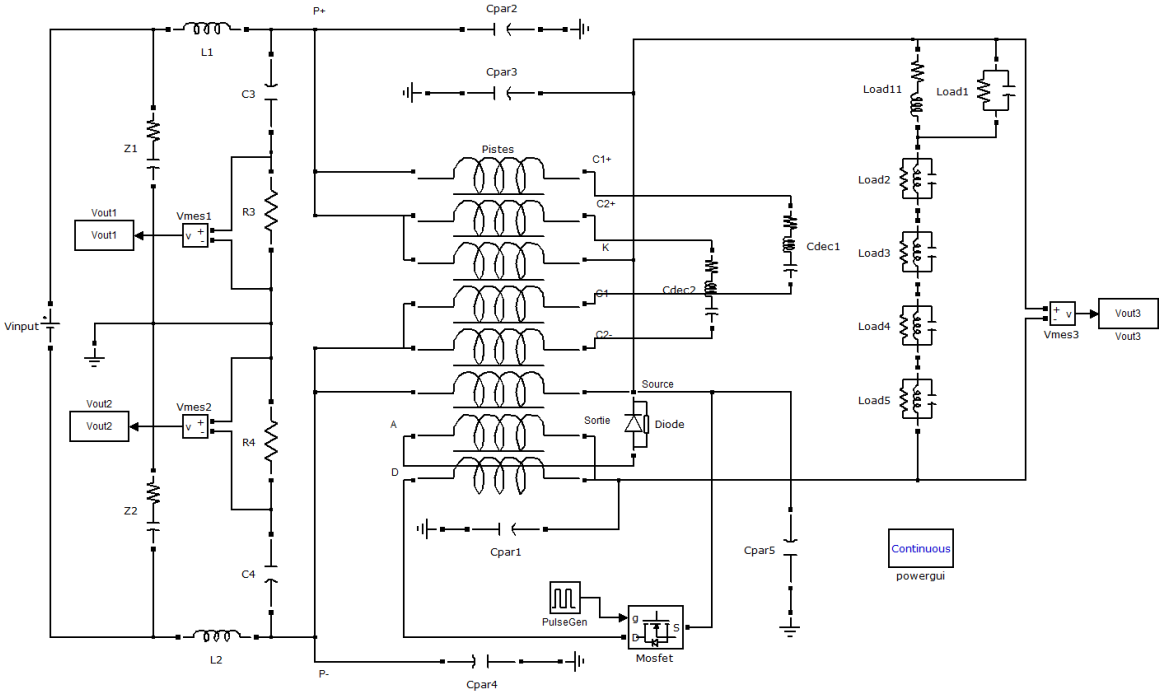 P+
Cpar2
L1
Cpar3
C3
Load11
Load1
Z1
Pistes
C1+
Load2
C2+
R3
Vout1
Vout1
Vmes1
v
+
-
K
Cdec1
Load3
Cdec2
C1-
Vinput
+
-
v
Vout3
Vmes3
Vout3
Load4
C2-
Source
Load5
Vout2
Vout2
Vmes2
v
+
-
A
Sortie
Diode
R4
D
Z2
Cpar1
Cpar5
Continuous
powergui
C4
PulseGen
g
D
S
Mosfet
L2
P-
Cpar4